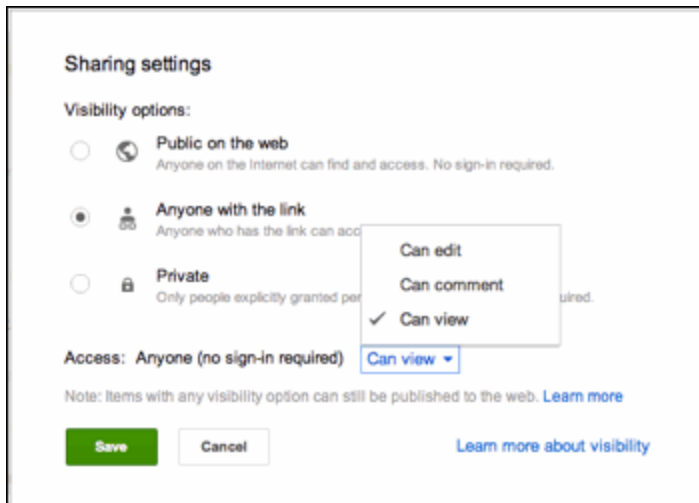 Sharing settings
Visibility options:
Public on the web
Anyone on the Internet can find and access. No sign-in required.
Anyone with the link
Anyone who has the link can acc
Can edit
Private
Can comment
Only people explicitly granted per
uired.
Can view
Access: Anyone (no sign-in required) Can view
Note: Items with any visibility option can still be published to the web. Learn more
Save Cancel Learn more about visibility